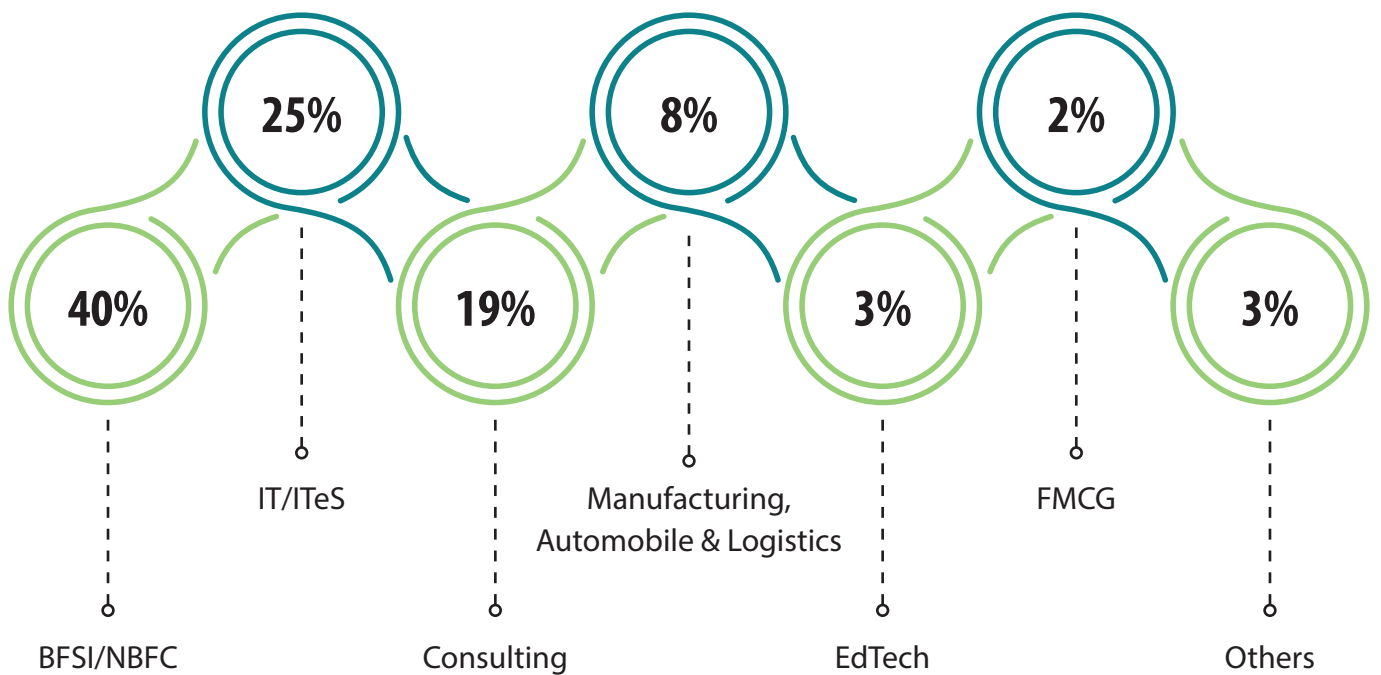 25%
8%
2%
40%
19%
3%
3%
IT/ITeS
Manufacturing,
Automobile & Logistics
FMCG
BFSI/NBFC
Consulting
EdTech
Others